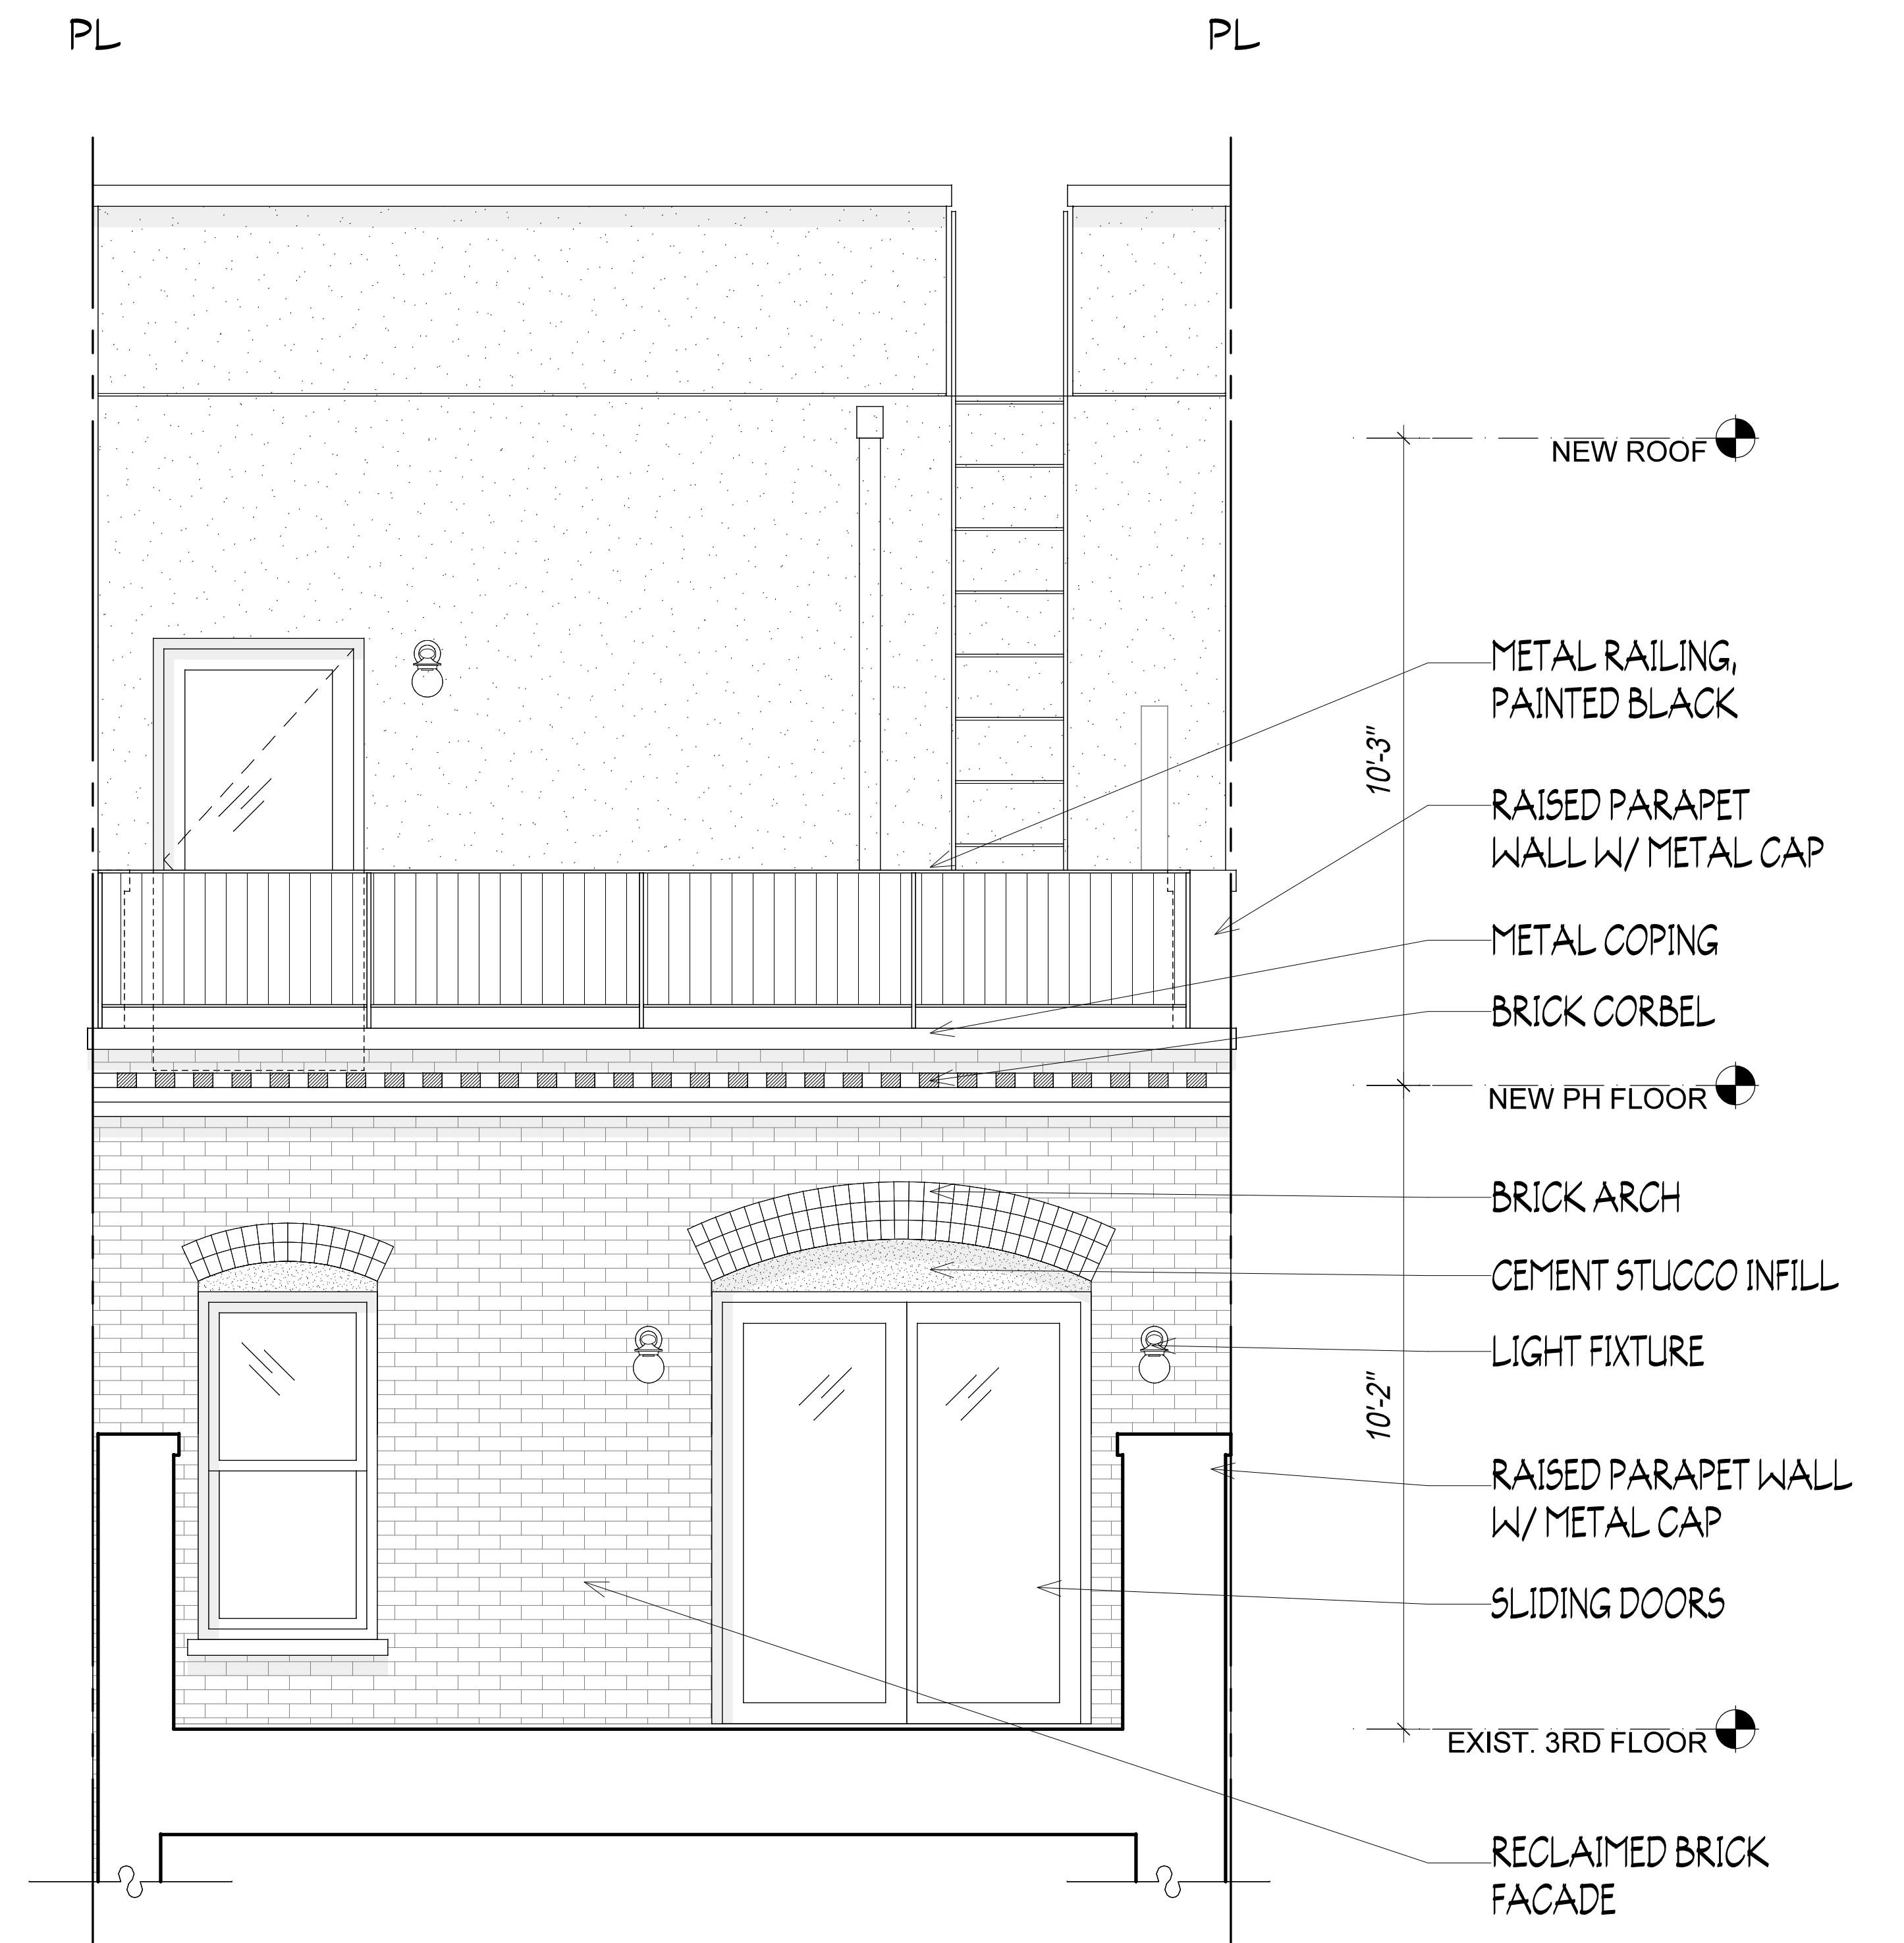 PL
PL
NEW ROOF
METAL RAILING,
PAINTED BLACK
10'-3"
RAISED PARAPET
WALL W/ METAL CAP
METAL COPING
BRICK CORBEL
NEW PH FLOOR
BRICK ARCH
CEMENT STUCCO INFILL
LIGHT FIXTURE
10'-2"
RAISED PARAPET WALL
W/ METAL CAP
SLIDING DOORS
EXIST. 3RD FLOOR
RECLAIMED BRICK
FACADE